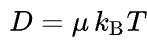 D = μ k_B T